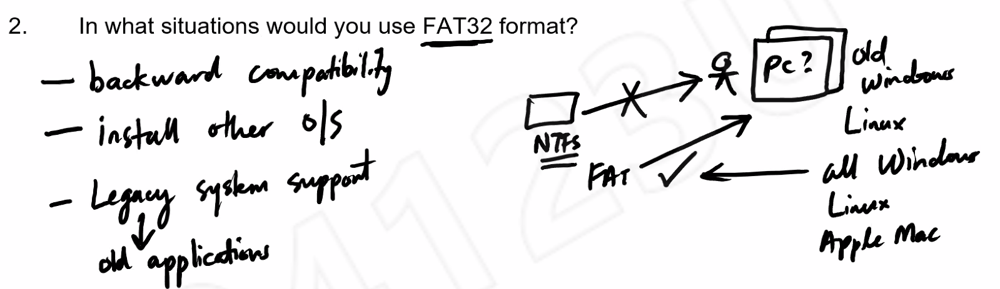 2. In what situations would you use FAT32 format?
— backward compatibility
— install other o/s
— Legacy system support
old applications
NTFS
FAT
PC?
old
windows
Linux
all Windows
Linux
Apple Mac